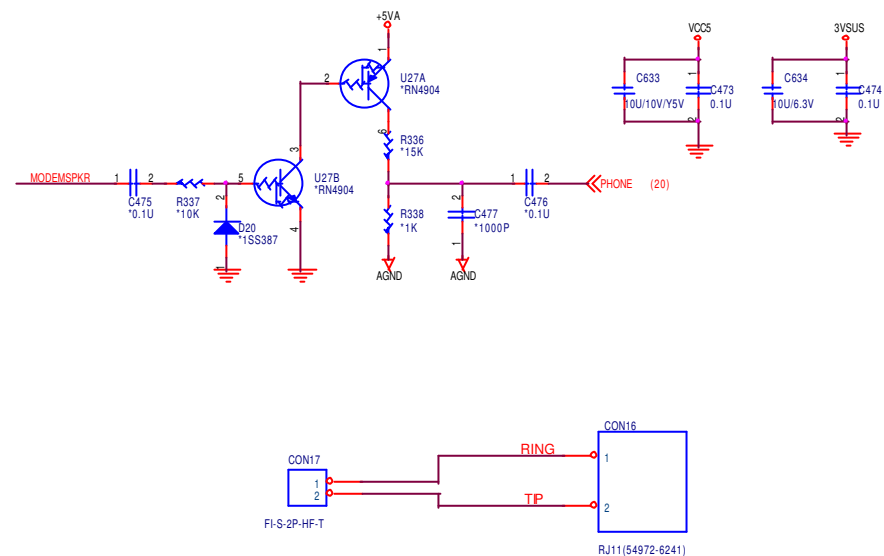 +5VA
VCC5
3VSUS
1
2
U27A
*RN4904
C633
10U/10V/Y5V
1
C473
0.1U
2
C634
10U/6.3V
1
C474
0.1U
2
6
R336
*15K
3
MODEMSPKR
1
2
C475
*0.1U
R337
*10K
5
U27B
*RN4904
4
2
D20
*1SS387
1
R338
*1K
AGND
2
C477
*1000P
1
AGND
1
2
C476
*0.1U
PHONE (20)
CON16
RING
1
CON17
1
2
TIP
2
FI-S-2P-HF-T
RJ11(54972-6241)